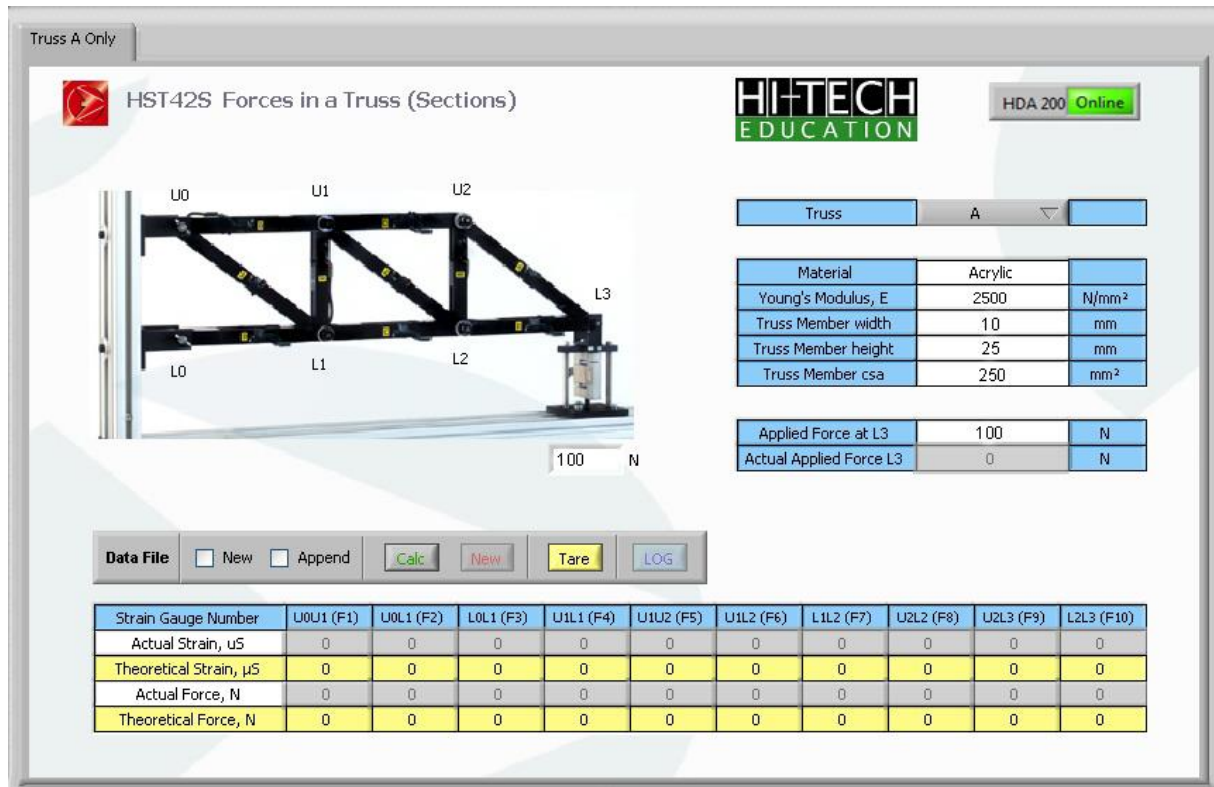 Truss A Only
HST42S Forces in a Truss (Sections)
HI-TECH
EDUCATION
HDA 200 Online
U0 U1 U2
L3
L0 L1 L2
100 N
Truss A
Material Acrylic
Young's Modulus, E 2500 N/mm²
Truss Member width 10 mm
Truss Member height 25 mm
Truss Member csa 250 mm²
Applied Force at L3 100 N
Actual Applied Force L3 0 N
Data File New Append Calc New Tare LOG
Strain Gauge Number U0U1 (F1) U0L1 (F2) L0L1 (F3) U1L1 (F4) U1U2 (F5) U1L2 (F6) L1L2 (F7) U2L2 (F8) U2L3 (F9) L2L3 (F10)
Actual Strain, uS 0 0 0 0 0 0 0 0 0 0
Theoretical Strain, µS 0 0 0 0 0 0 0 0 0 0
Actual Force, N 0 0 0 0 0 0 0 0 0 0
Theoretical Force, N 0 0 0 0 0 0 0 0 0 0